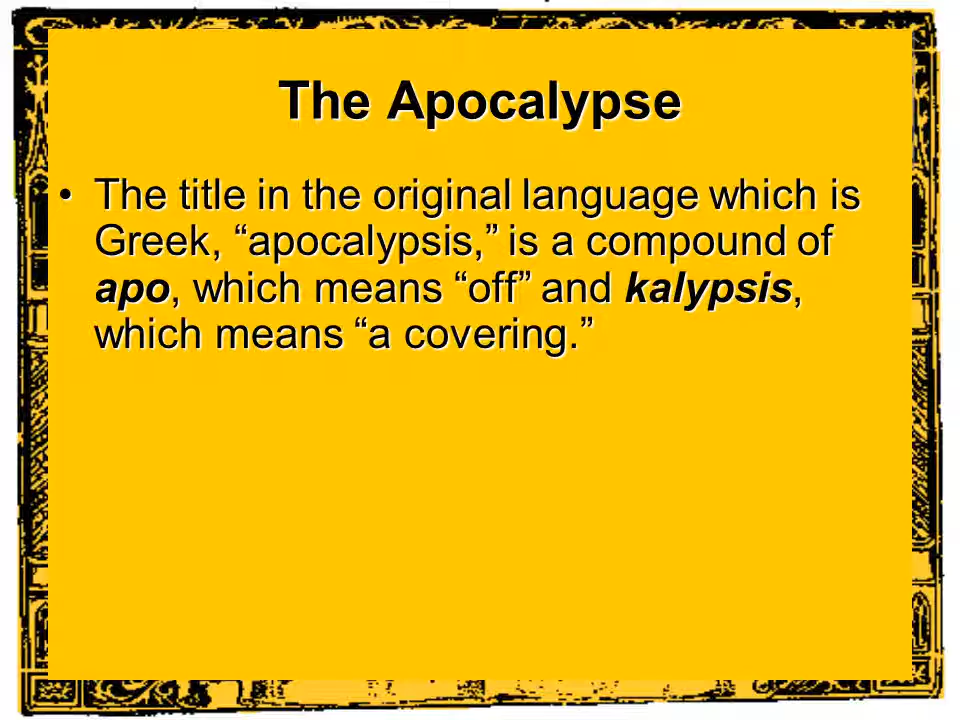 The Apocalypse
• The title in the original language which is
Greek, “apocalypsis,” is a compound of
apo, which means “off” and kalypsis,
which means “a covering.”